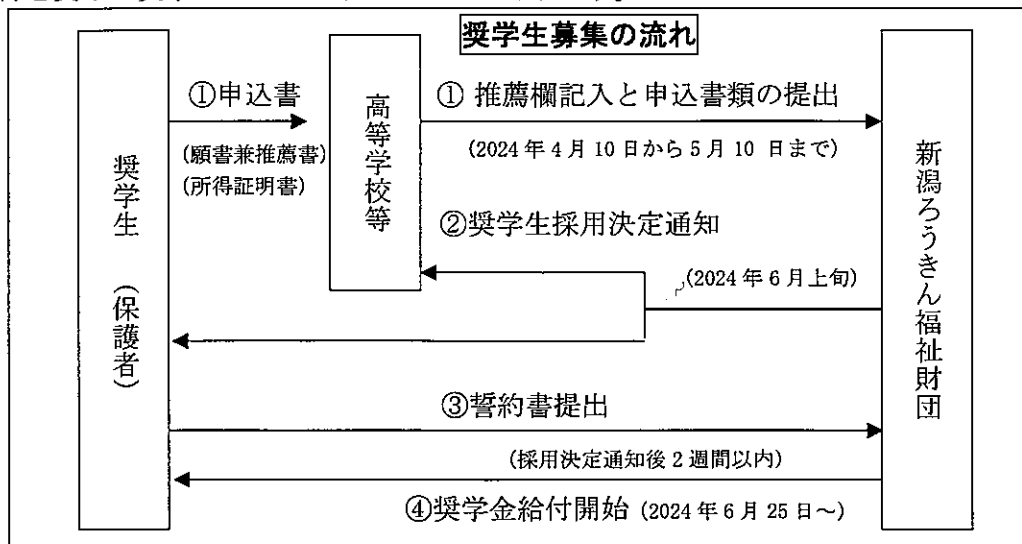 奨学生募集の流れ
①申込書
(願書兼推薦書)
(所得証明書)
高等学校等
① 推薦欄記入と申込書類の提出
(2024年4月10日から5月10日まで)
奨学生(保護者)
新潟ろうきん福祉財団
②奨学生採用決定通知
(2024年6月上旬)
③誓約書提出
(採用決定通知後2週間以内)
④奨学金給付開始 (2024年6月25日~)